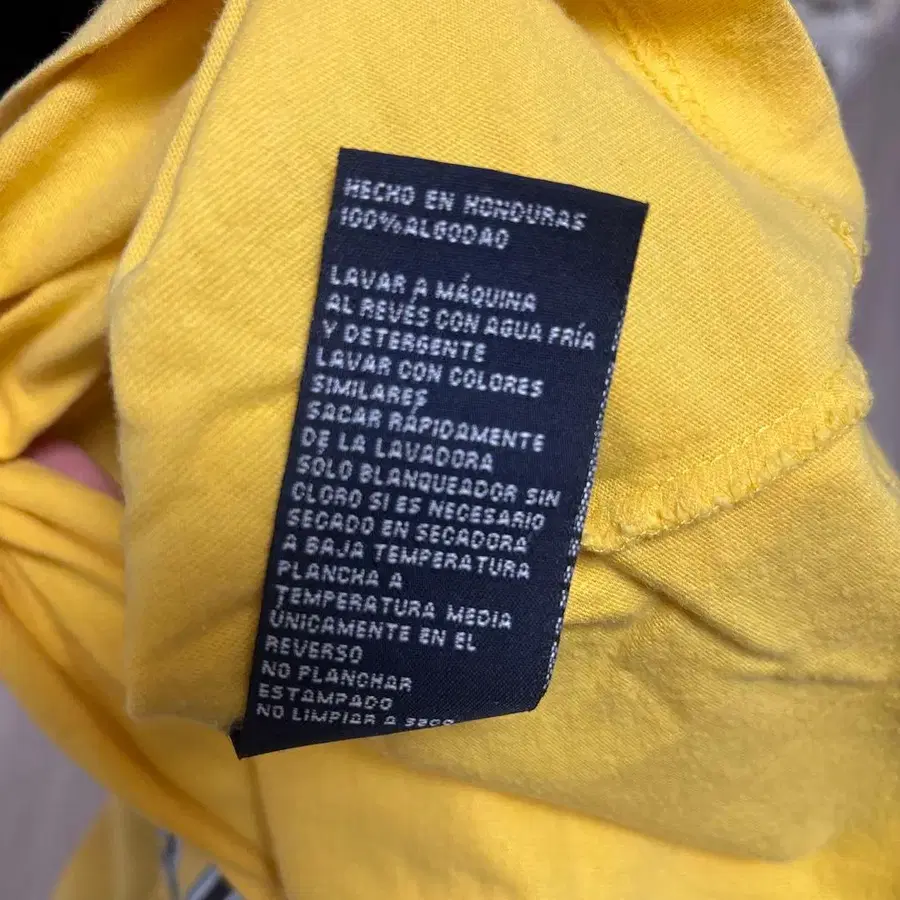 HECHO EN HONDURAS
100%ALGODAO
LAVAR A MÁQUINA
AL REVÉS CON AGUA FRÍA
Y DETERGENTE
LAVAR CON COLORES
SIMILARES
SACAR RÁPIDAMENTE
DE LA LAVADORA
SOLO BLANQUEADOR SIN
CLORO SI ES NECESARIO
SECADO EN SECADORA
A BAJA TEMPERATURA
PLANCHA A
TEMPERATURA MEDIA
ÚNICAMENTE EN EL
REVERSO
NO PLANCHAR
ESTAMPADO
NO LIMPIAR A